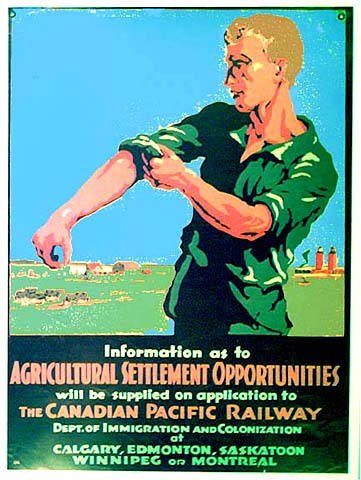 Information as to
AGRICULTURAL SETTLEMENT OPPORTUNITIES
will be supplied on application to
THE CANADIAN PACIFIC RAILWAY
DEPT. OF IMMIGRATION AND COLONIZATION
at
CALGARY, EDMONTON, SASKATOON
WINNIPEG OR MONTREAL